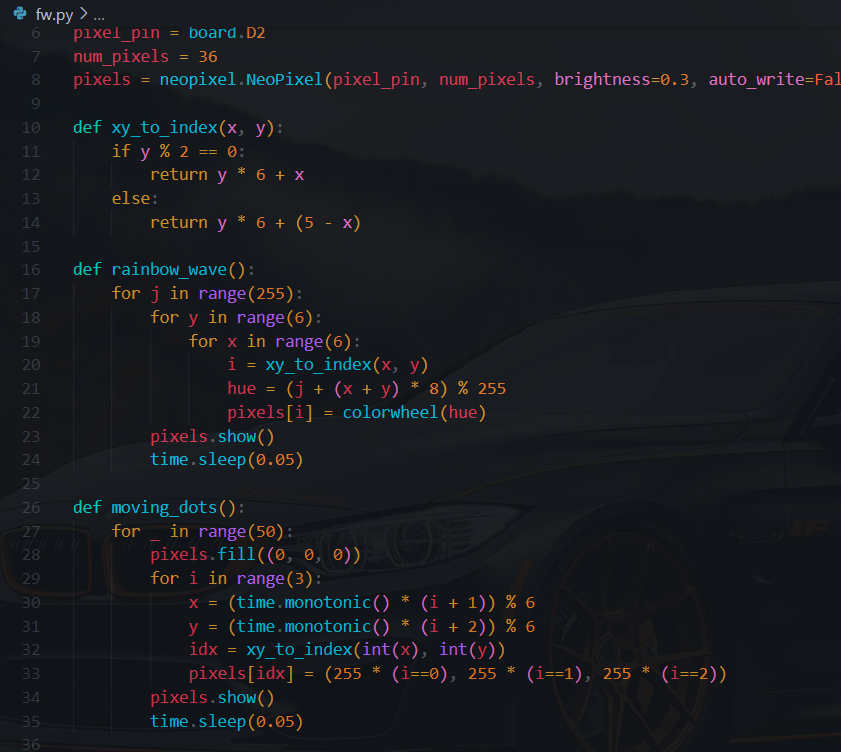 fw.py > ...
6 pixel_pin = board.D2
7 num_pixels = 36
8 pixels = neopixel.NeoPixel(pixel_pin, num_pixels, brightness=0.3, auto_write=Fal
9
10 def xy_to_index(x, y):
11     if y % 2 == 0:
12         return y * 6 + x
13     else:
14         return y * 6 + (5 - x)
15
16 def rainbow_wave():
17     for j in range(255):
18         for y in range(6):
19             for x in range(6):
20                 i = xy_to_index(x, y)
21                 hue = (j + (x + y) * 8) % 255
22                 pixels[i] = colorwheel(hue)
23         pixels.show()
24         time.sleep(0.05)
25
26 def moving_dots():
27     for _ in range(50):
28         pixels.fill((0, 0, 0))
29         for i in range(3):
30             x = (time.monotonic() * (i + 1)) % 6
31             y = (time.monotonic() * (i + 2)) % 6
32             idx = xy_to_index(int(x), int(y))
33             pixels[idx] = (255 * (i==0), 255 * (i==1), 255 * (i==2))
34         pixels.show()
35         time.sleep(0.05)
36